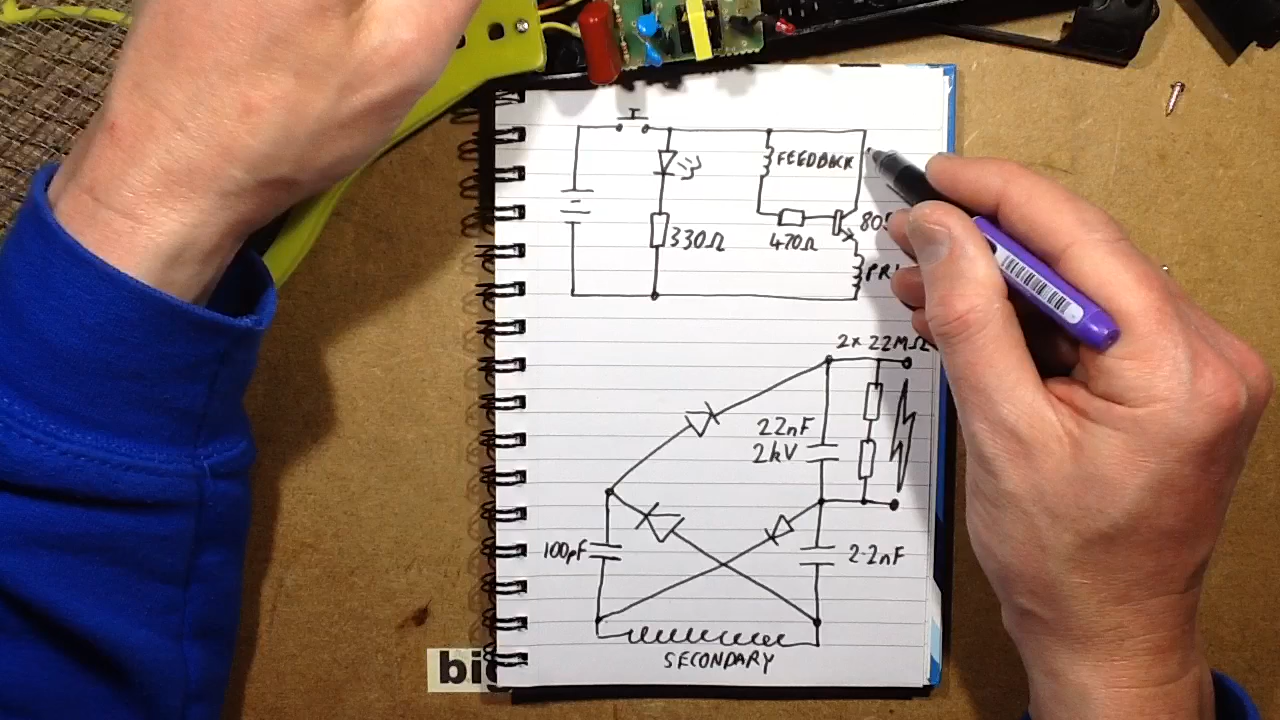 FEEDBACK
330Ω
470Ω
2x 22MΩ
22nF
2kV
100pF
2·2nF
SECONDARY